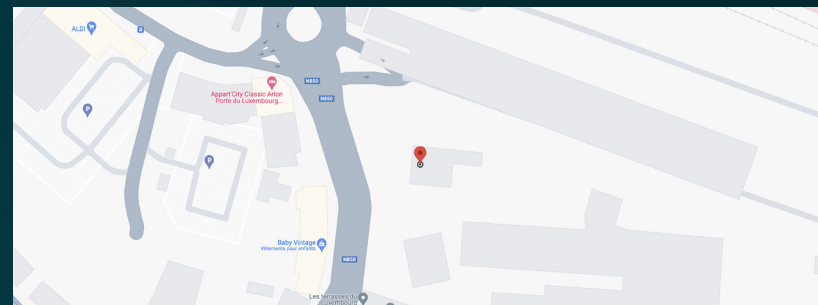 ALDI
N850
Appart'City Classic Arlon
Porte du Luxembourg...
N850
P
P
Baby Vintage
Vêtements pour enfants
N850
Les terrasses du
Luxembourg